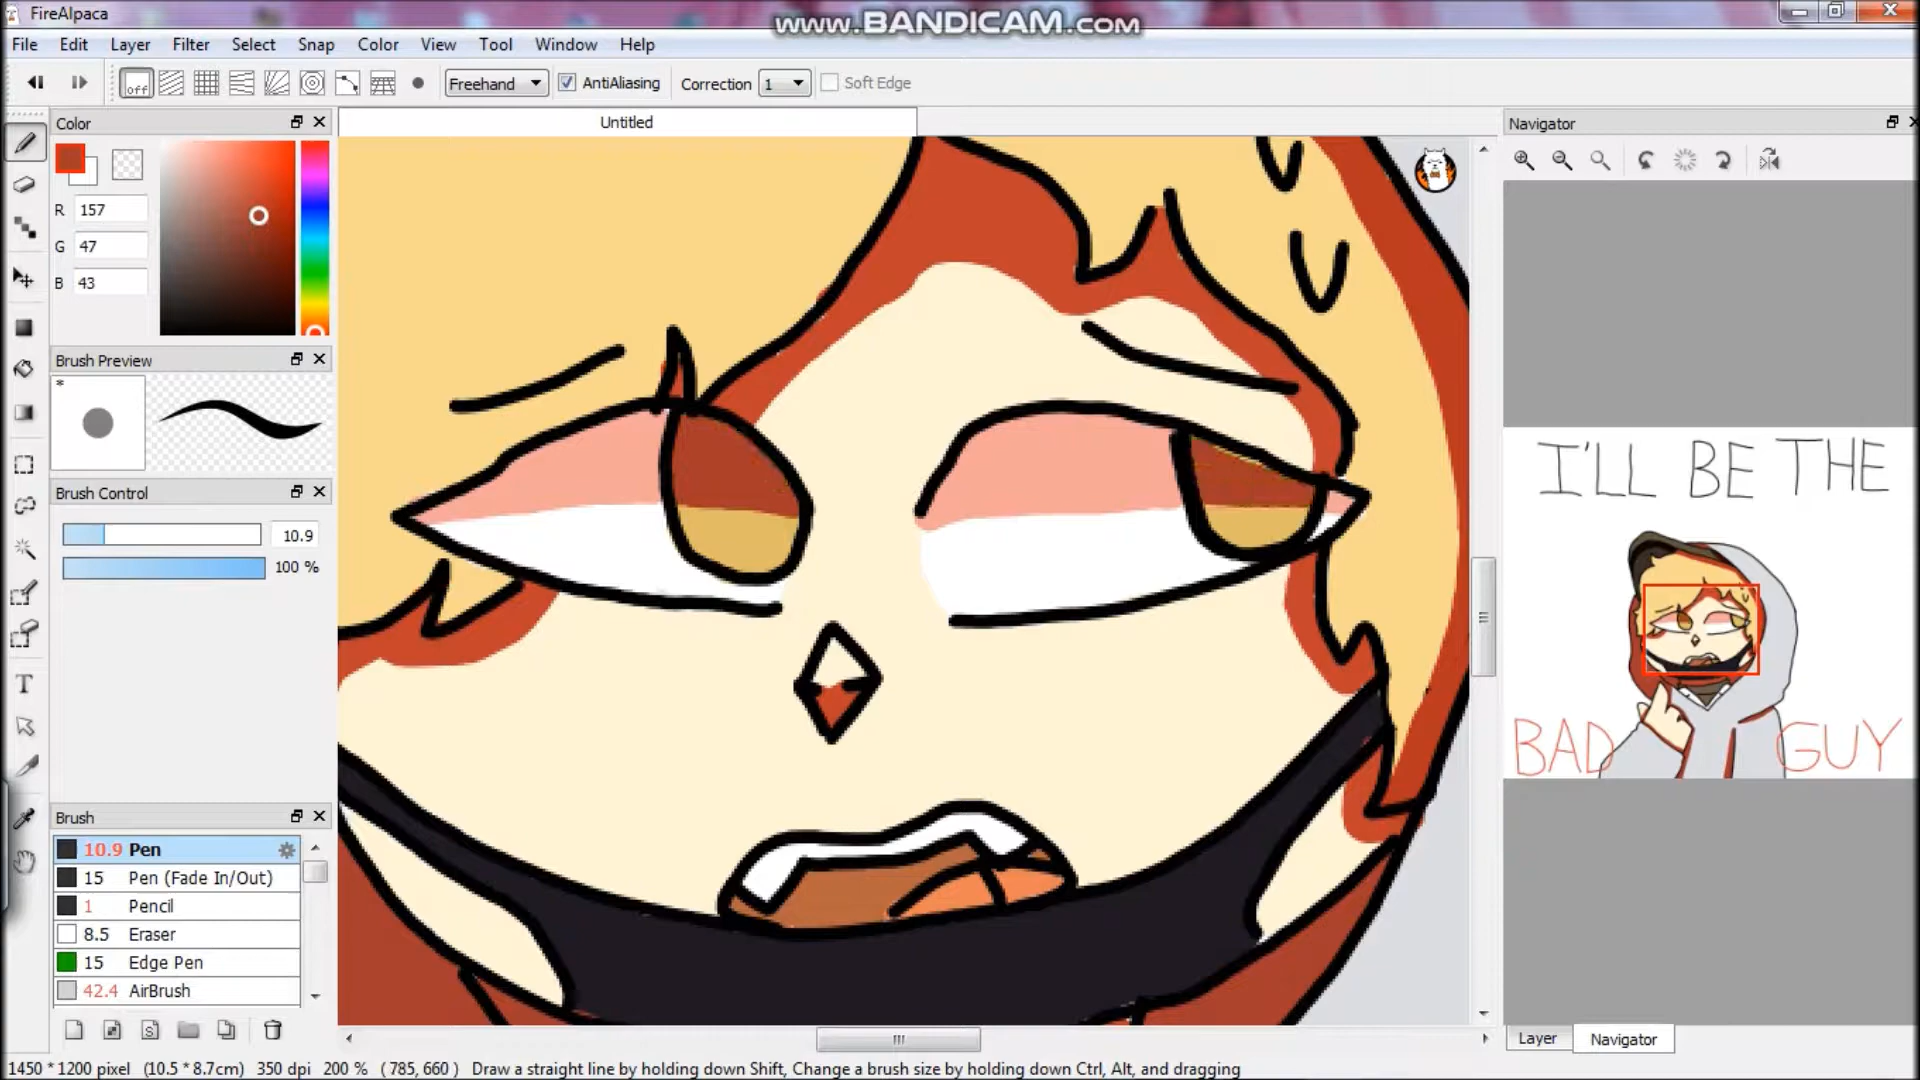 FireAlpaca
www.BANDICAM.com
File Edit Layer Filter Select Snap Color View Tool Window Help
off Freehand AntiAliasing Correction 1 Soft Edge
Color
Untitled
Navigator
R 157
G 47
B 43
Brush Preview
*
Brush Control
10.9
100 %
T
I'LL BE THE
BAD GUY
Brush
10.9 Pen
15 Pen (Fade In/Out)
1 Pencil
8.5 Eraser
15 Edge Pen
42.4 AirBrush
S
Layer Navigator
1450 * 1200 pixel (10.5 * 8.7cm) 350 dpi 200 % ( 785, 660 ) Draw a straight line by holding down Shift, Change a brush size by holding down Ctrl, Alt, and dragging